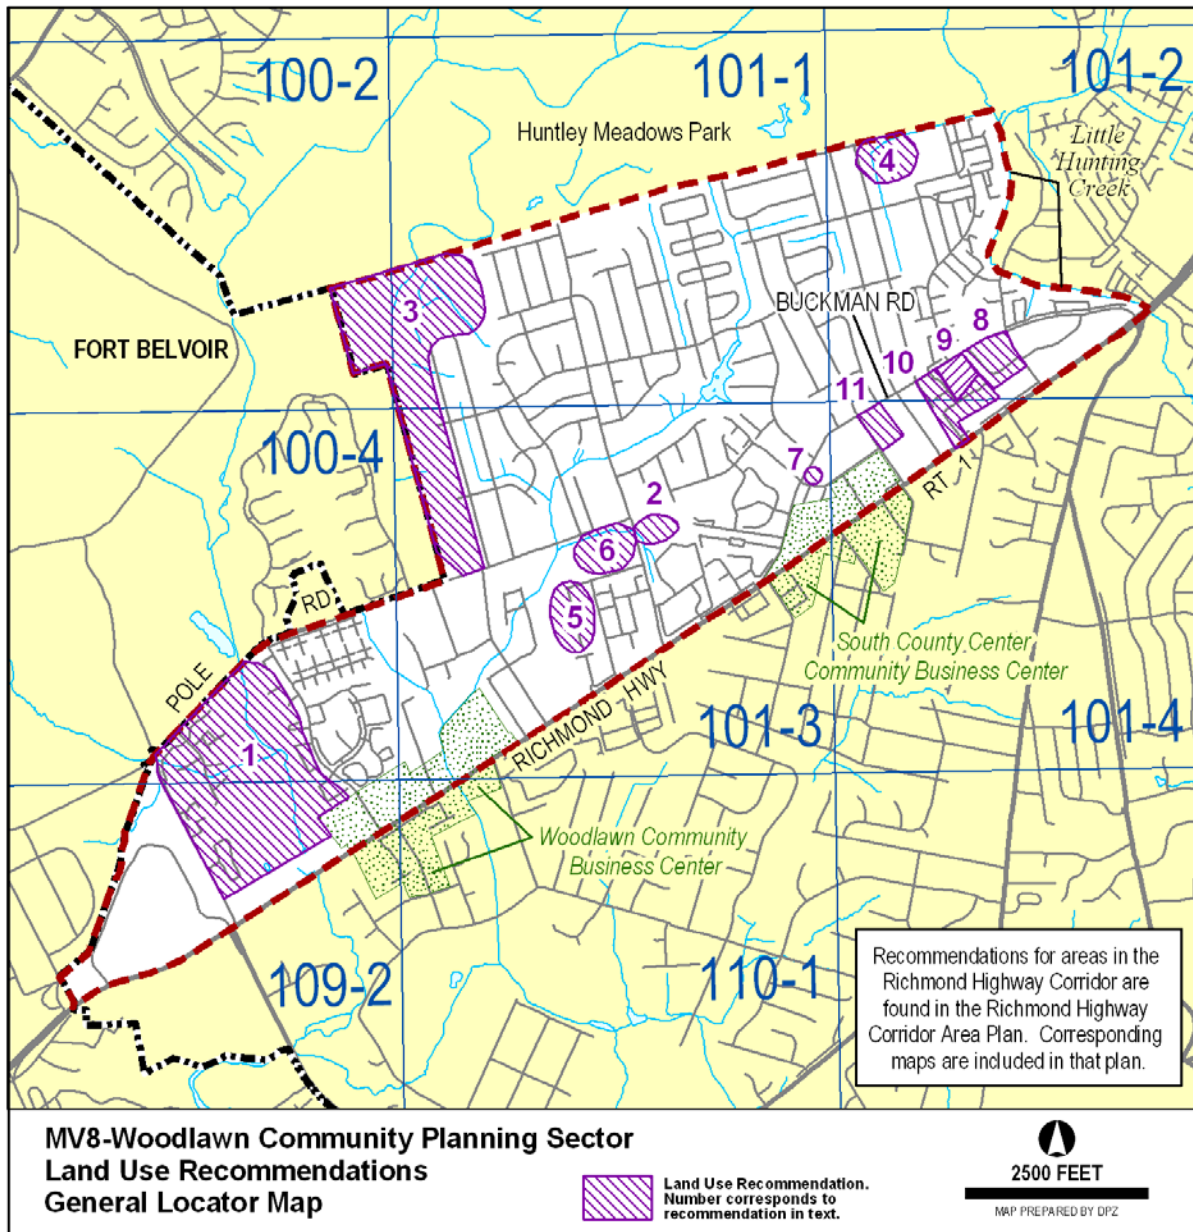 100-2
101-1
101-2
Huntley Meadows Park
Little
Hunting
Creek
4
3
BUCKMAN RD
FORT BELVOIR
8
9
10
11
100-4
7
2
RT 1
6
RD
5
South County Center
Community Business Center
POLE
RICHMOND HWY
101-3
101-4
1
Woodlawn Community
Business Center
109-2
110-1
Recommendations for areas in the
Richmond Highway Corridor are
found in the Richmond Highway
Corridor Area Plan. Corresponding
maps are included in that plan.
MV8-Woodlawn Community Planning Sector
Land Use Recommendations
General Locator Map
Land Use Recommendation.
Number corresponds to
recommendation in text.
2500 FEET
MAP PREPARED BY DPZ